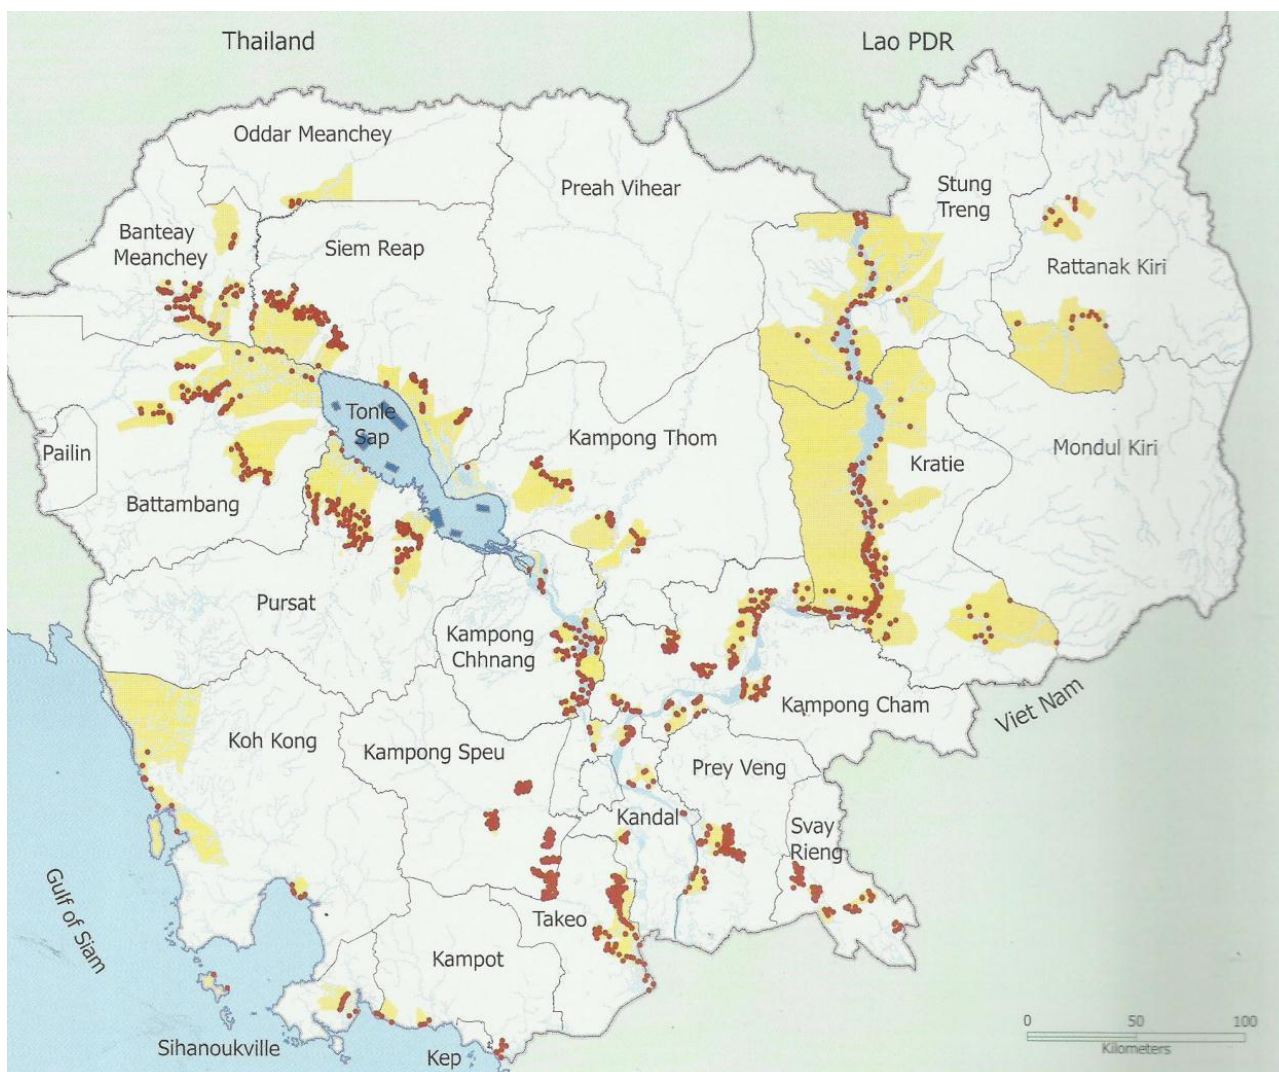 Thailand
Lao PDR
Oddar Meanchey
Preah Vihear
Stung
Treng
Banteay
Meanchey
Siem Reap
Rattanak Kiri
Tonle
Sap
Kampong Thom
Pailin
Kratie
Mondul Kiri
Battambang
Pursat
Kampong
Chhnang
Kampong Cham
Viet Nam
Koh Kong
Kampong Speu
Prey Veng
Kandal
Svay
Rieng
Gulf of Siam
Takeo
Kampot
Sihanoukville
Kep
0 50 100
Kilometers